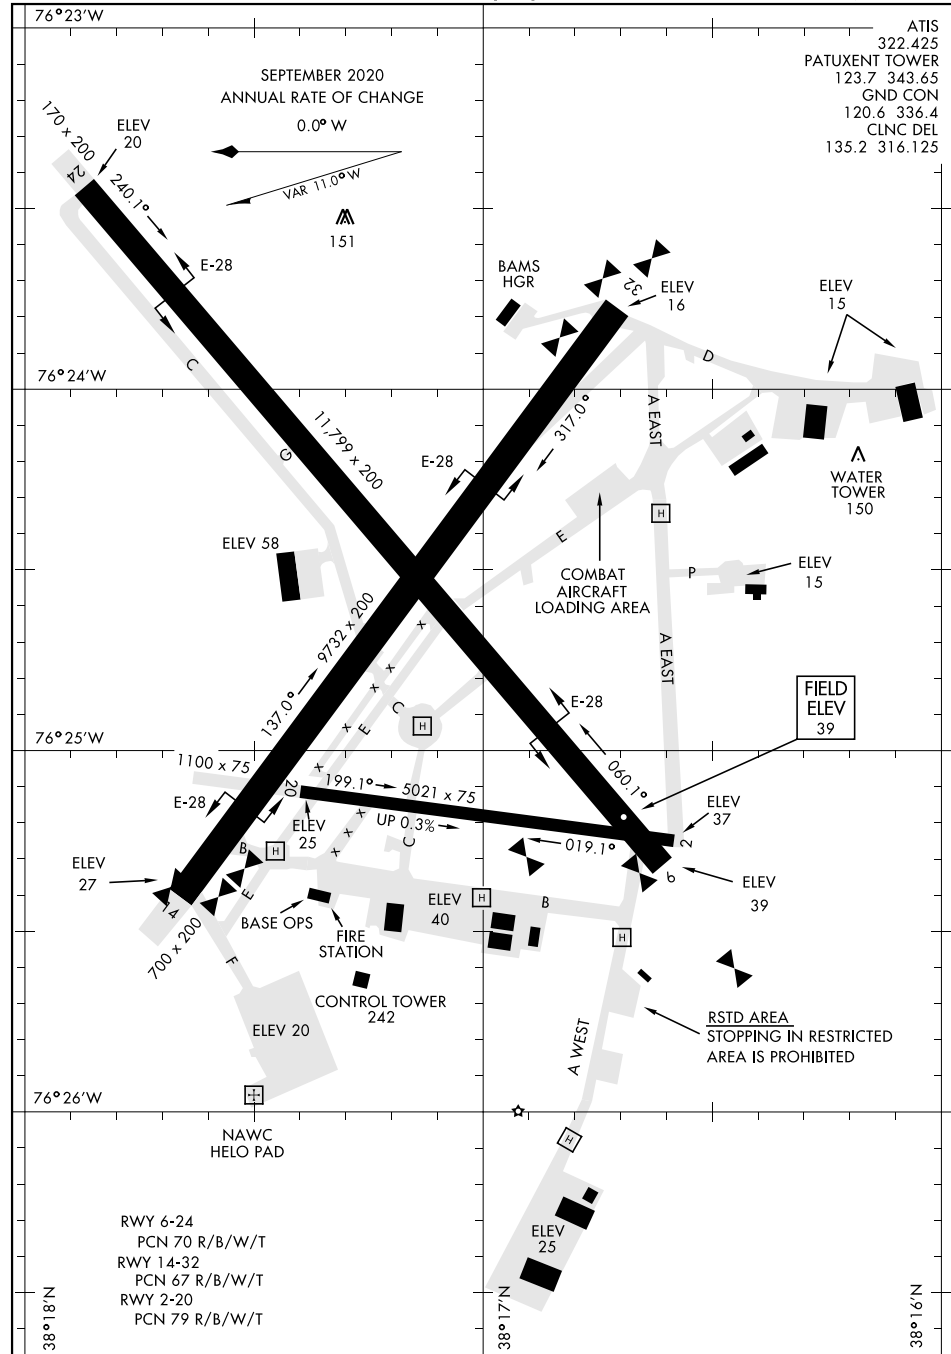 76°23'W
ATIS
322.425
PATUXENT TOWER
123.7 343.65
GND CON
120.6 336.4
CLNC DEL
135.2 316.125
SEPTEMBER 2020
ANNUAL RATE OF CHANGE
0.0° W
VAR 11.0° W
151
170 x 200
ELEV
20
24
240.1°
E-28
C
G
11,799 x 200
BAMS
HGR
32
ELEV
16
ELEV
15
D
76°24'W
317.0°
A EAST
E-28
WATER
TOWER
150
H
ELEV 58
E
COMBAT
AIRCRAFT
LOADING AREA
P
ELEV
15
9732 x 200
137.0°
x
x
x
x
E
C
H
A EAST
E-28
FIELD
ELEV
39
76°25'W
060.1°
1100 x 75
E-28
20
x
199.1°
5021 x 75
UP 0.3%
ELEV
25
x
x
x
x
C
019.1°
ELEV
37
2
6
ELEV
39
ELEV
27
B
H
E
14
700 x 200
F
BASE OPS
FIRE
STATION
ELEV
40
H
B
H
CONTROL TOWER
242
ELEV 20
RSTD AREA
STOPPING IN RESTRICTED
AREA IS PROHIBITED
A WEST
76°26'W
NAWC
HELO PAD
H
ELEV
25
RWY 6-24
PCN 70 R/B/W/T
RWY 14-32
PCN 67 R/B/W/T
RWY 2-20
PCN 79 R/B/W/T
38°18'N
38°17'N
38°16'N